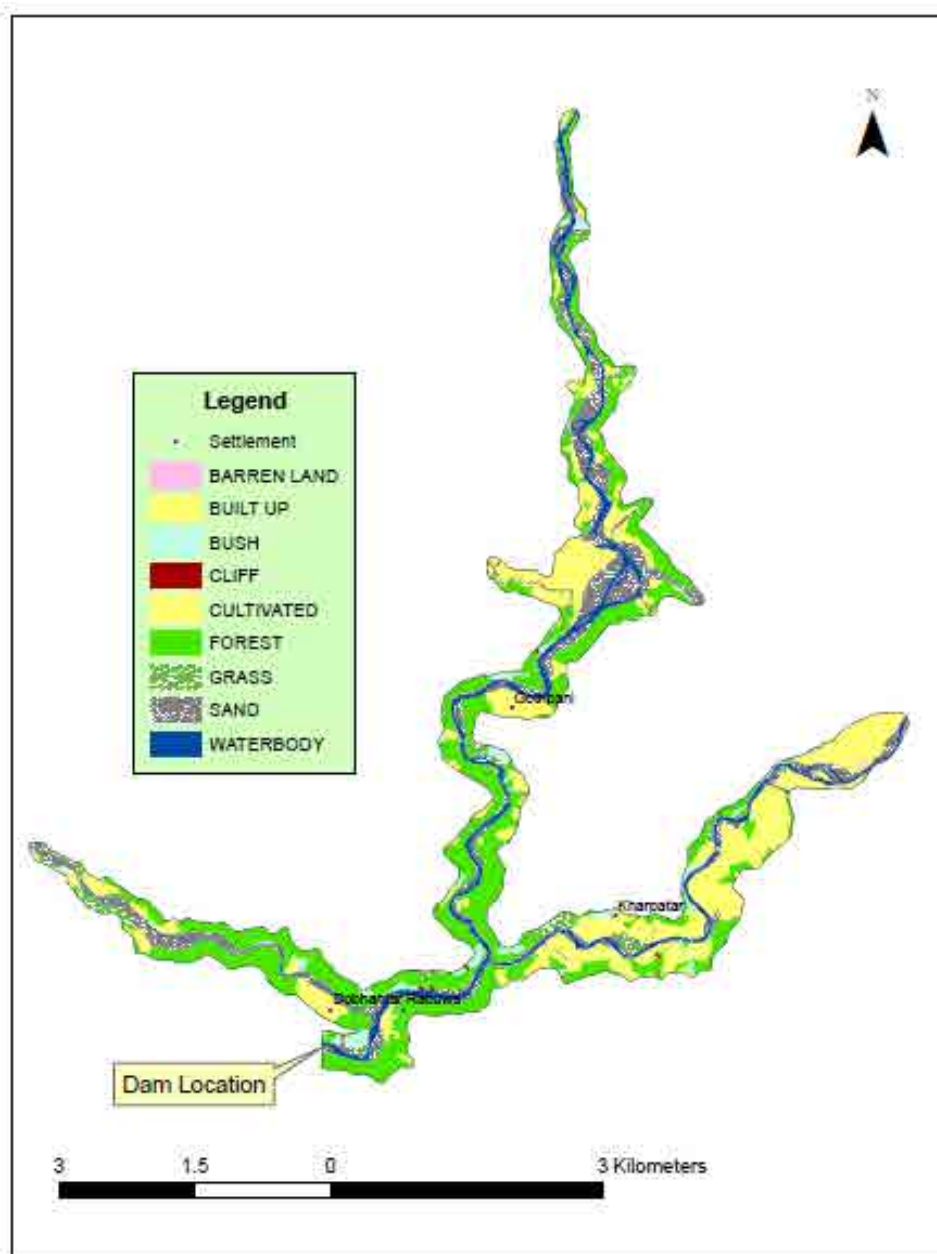 N
Legend
Settlement
BARREN LAND
BUILT UP
BUSH
CLIFF
CULTIVATED
FOREST
GRASS
SAND
WATERBODY
Kharpatar
Dam Location
3 1.5 0 3 Kilometers